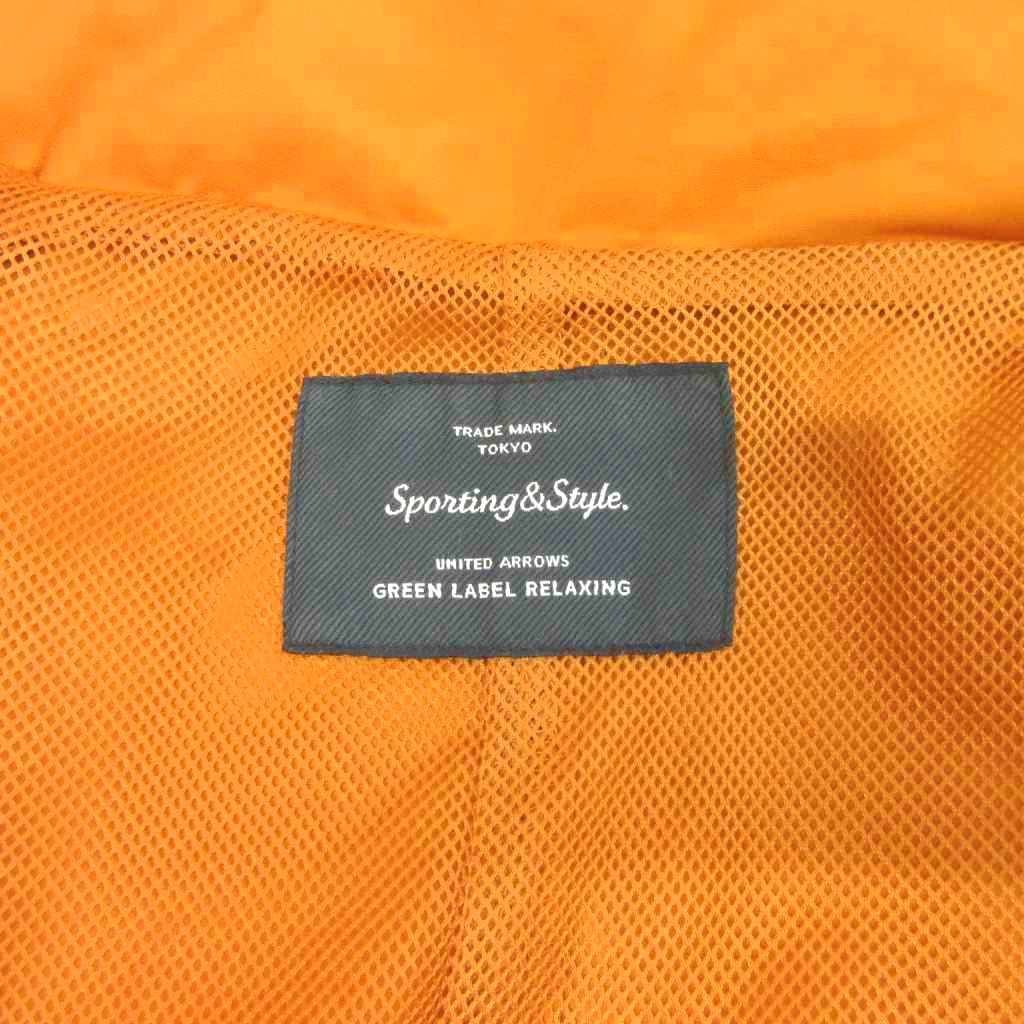 TRADE MARK.
TOKYO
Sporting&Style.
UNITED ARROWS
GREEN LABEL RELAXING